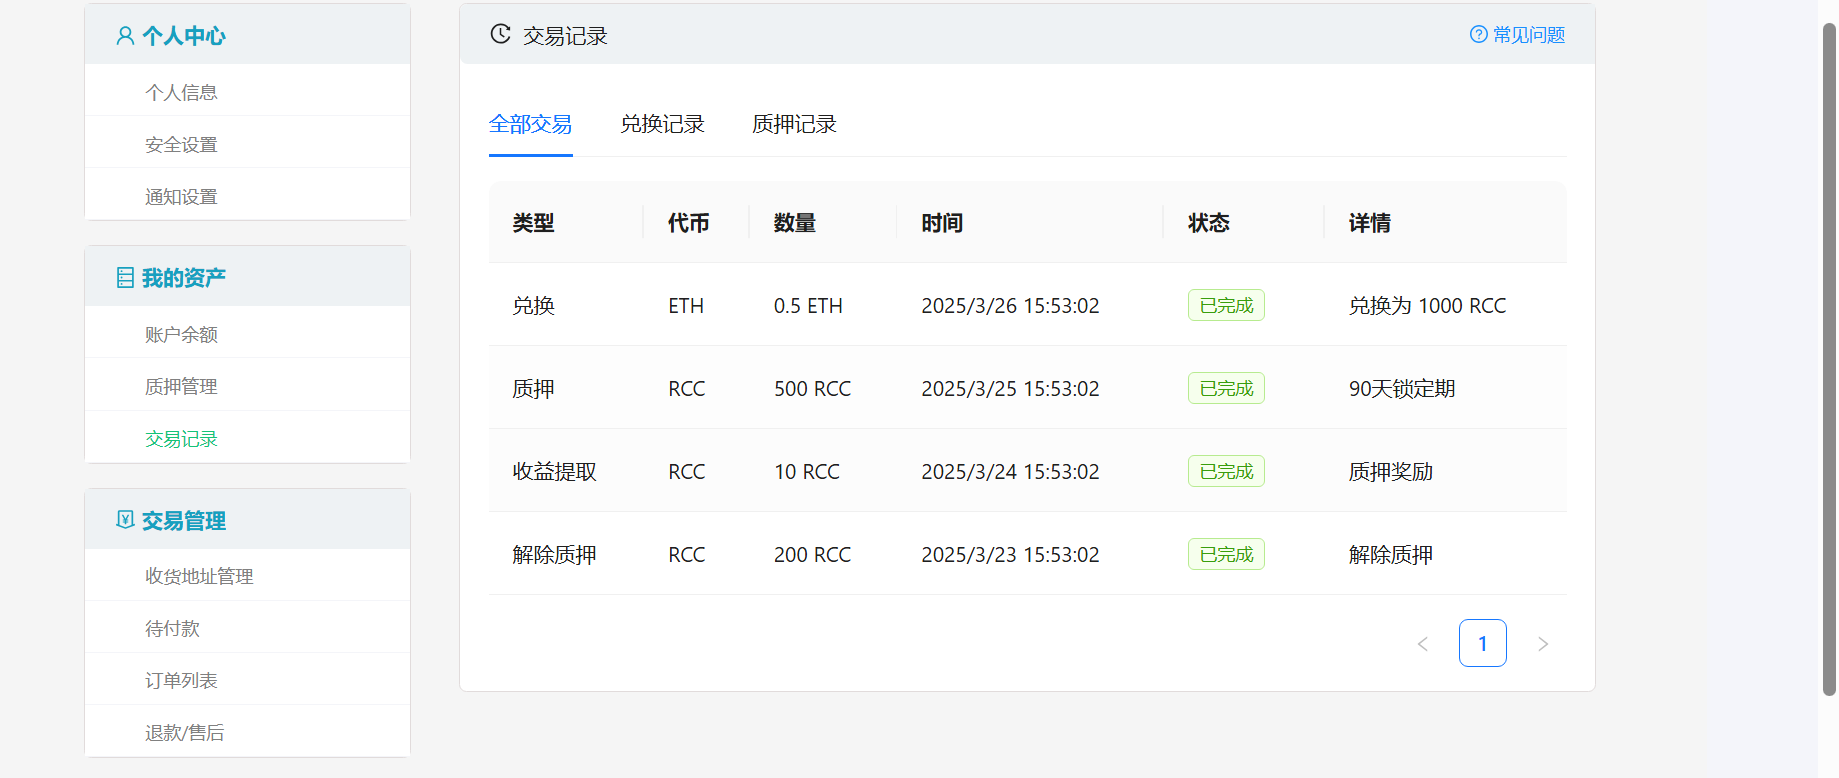 个人中心
个人信息
安全设置
通知设置
我的资产
账户余额
质押管理
交易记录
交易管理
收货地址管理
待付款
订单列表
退款/售后
交易记录
常见问题
全部交易 兑换记录 质押记录
类型 代币 数量 时间 状态 详情
兑换 ETH 0.5 ETH 2025/3/26 15:53:02 已完成 兑换为 1000 RCC
质押 RCC 500 RCC 2025/3/25 15:53:02 已完成 90天锁定期
收益提取 RCC 10 RCC 2025/3/24 15:53:02 已完成 质押奖励
解除质押 RCC 200 RCC 2025/3/23 15:53:02 已完成 解除质押
1